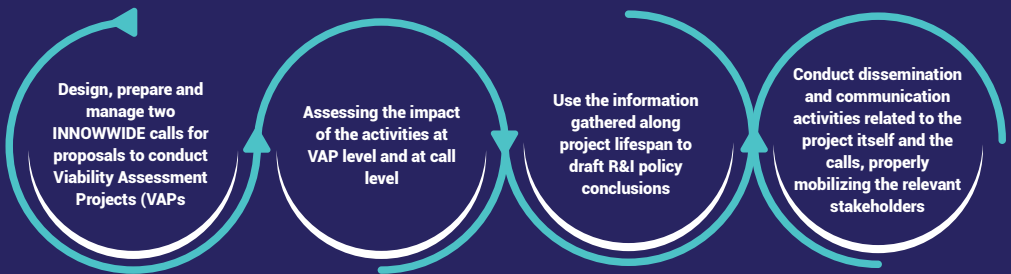 Design, prepare and
manage two
INNOWWIDE calls for
proposals to conduct
Viability Assessment
Projects (VAPs
Assessing the impact
of the activities at
VAP level and at call
level
Use the information
gathered along
project lifespan to
draft R&I policy
conclusions
Conduct dissemination
and communication
activities related to the
project itself and the
calls, properly
mobilizing the relevant
stakeholders